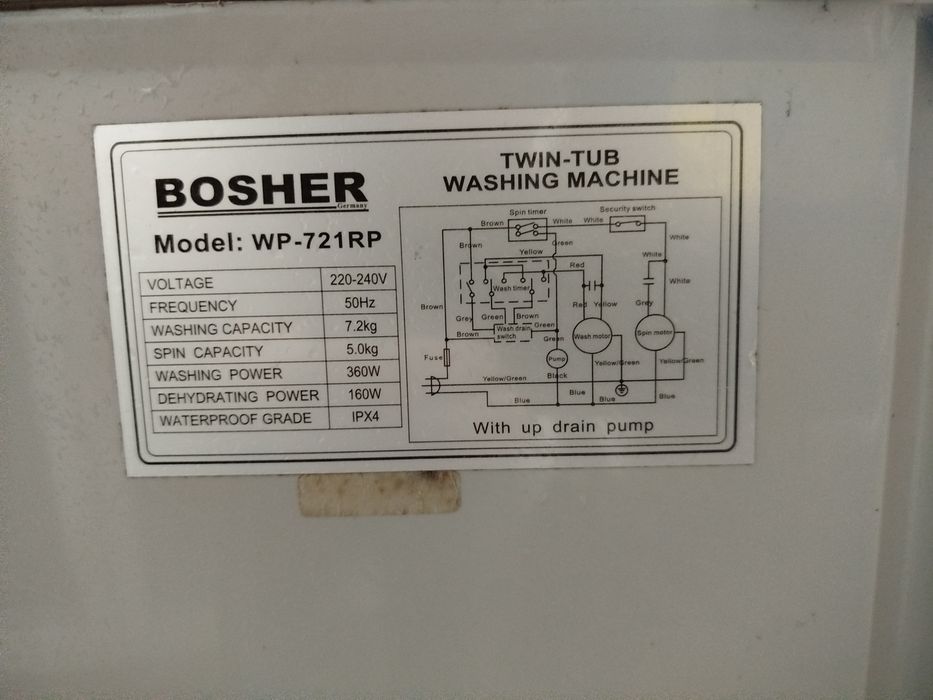 BOSHER
Germany
Model: WP-721RP
VOLTAGE 220-240V
FREQUENCY 50Hz
WASHING CAPACITY 7.2kg
SPIN CAPACITY 5.0kg
WASHING POWER 360W
DEHYDRATING POWER 160W
WATERPROOF GRADE IPX4
TWIN-TUB
WASHING MACHINE
Spin timer
Security switch
Brown
White
White
Brown
Green
White
Yellow
White
Red
Wash timer
White
Brown
Red
Yellow
Grey
Grey
Green
Brown
Green
Brown
Wash drain
switch
Green
Wash motor
Spin motor
Fuse
Pump
Yellow/Green
Yellow/Green
Black
Yellow/Green
Blue
Blue
Blue
Blue
With up drain pump